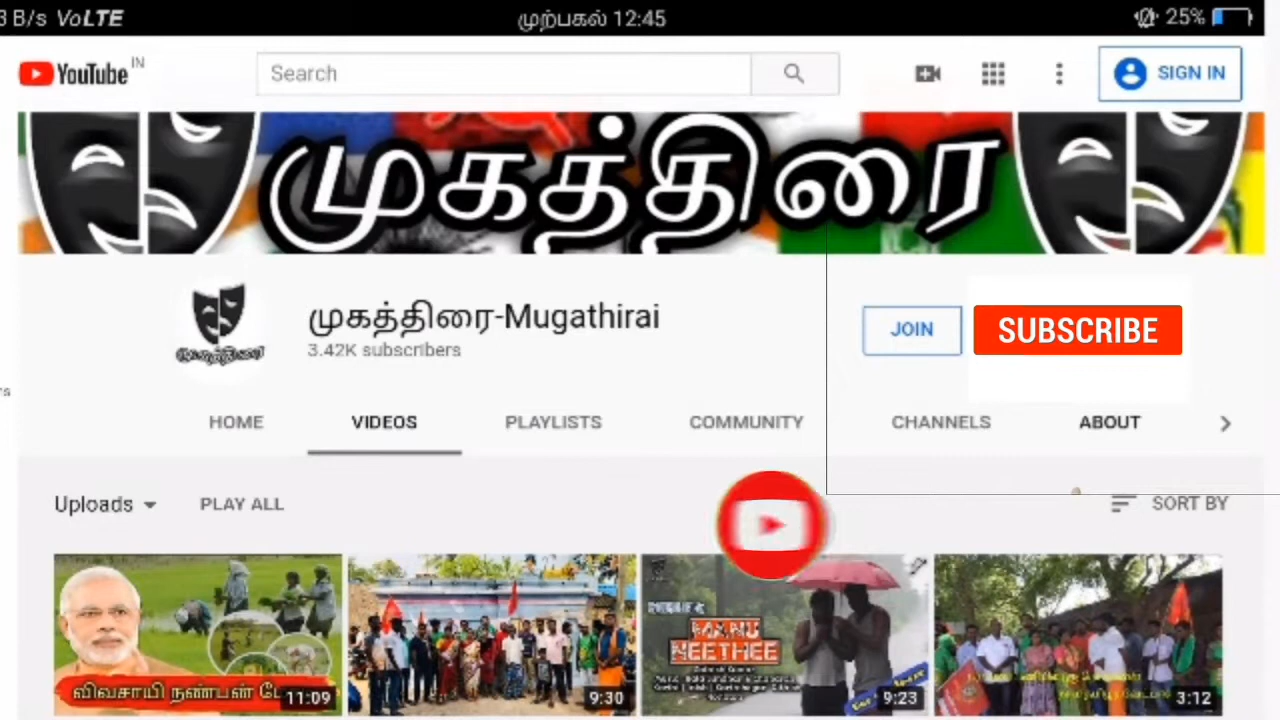 3 B/s VoLTE முற்பகல் 12:45 25%
YouTube IN Search SIGN IN
முகத்திரை
முகத்திரை-Mugathirai
3.42K subscribers
JOIN SUBSCRIBE
HOME VIDEOS PLAYLISTS COMMUNITY CHANNELS ABOUT
Uploads PLAY ALL SORT BY
MANU
NEETHEE
விவசாயி நண்பன் 11:09 9:30 9:23 3:12